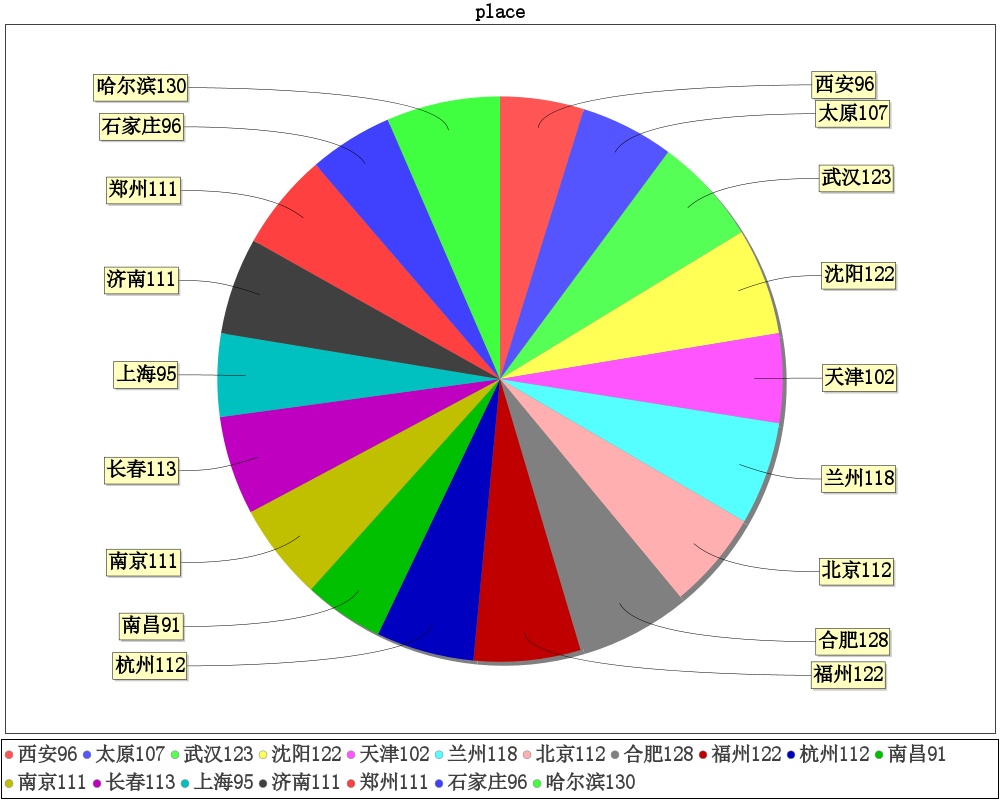 place
哈尔滨130
西安96
太原107
石家庄96
武汉123
郑州111
沈阳122
济南111
上海95
天津102
长春113
兰州118
南京111
北京112
南昌91
合肥128
杭州112
福州122
西安96 太原107 武汉123 沈阳122 天津102 兰州118 北京112 合肥128 福州122 杭州112 南昌91
南京111 长春113 上海95 济南111 郑州111 石家庄96 哈尔滨130